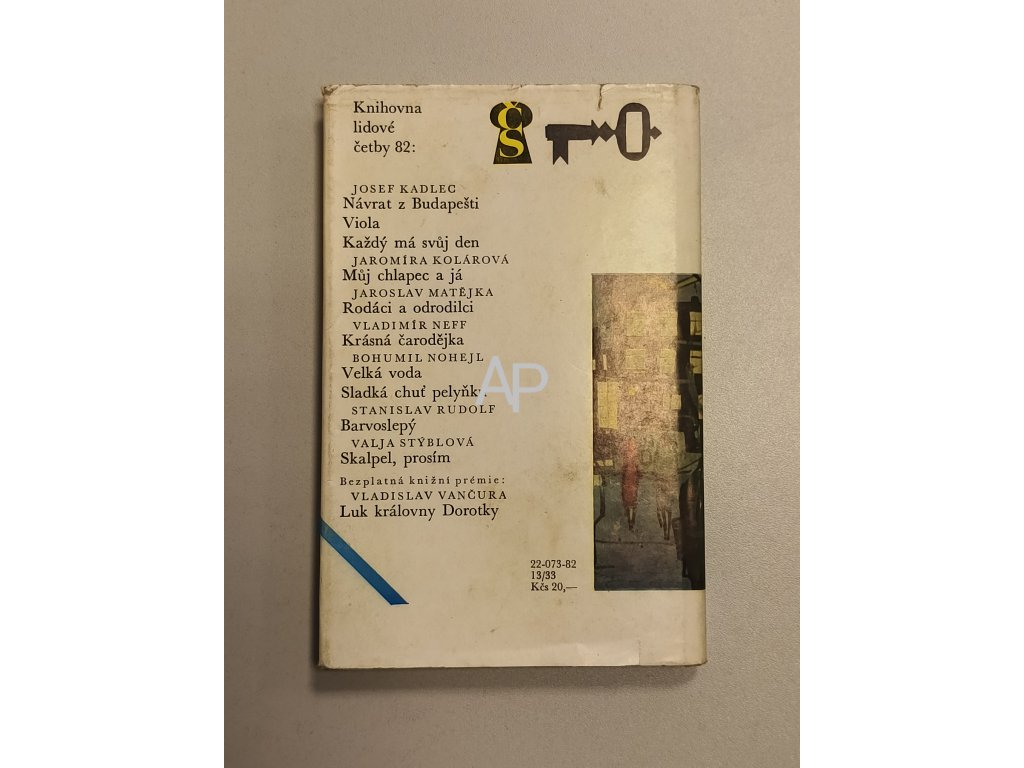 Knihovna
lidové
četby 82:
ČS
JOSEF KADLEC
Návrat z Budapešti
Viola
Každý má svůj den
JAROMÍRA KOLÁROVÁ
Můj chlapec a já
JAROSLAV MATĚJKA
Rodáci a odrodilci
VLADIMÍR NEFF
Krásná čarodějka
BOHUMIL NOHEJL
Velká voda
Sladká chuť pelyňku
STANISLAV RUDOLF
Barvoslepý
VALJA STÝBLOVÁ
Skalpel, prosím
Bezplatná knižní prémie:
VLADISLAV VANČURA
Luk královny Dorotky
22-073-82
13/33
Kčs 20,—
AP